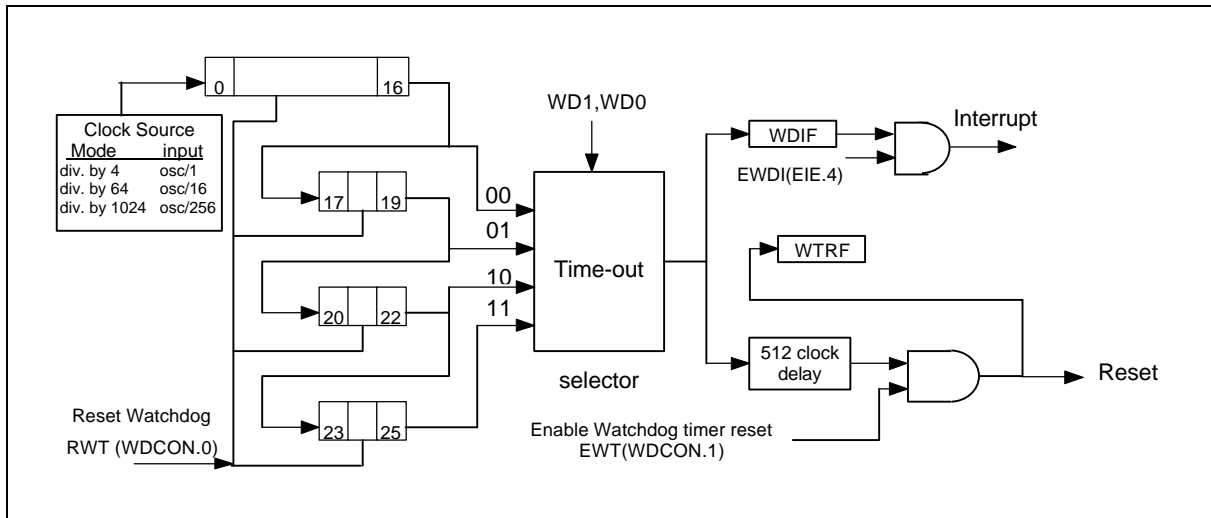 0 16
Clock Source
Mode input
div. by 4 osc/1
div. by 64 osc/16
div. by 1024 osc/256
17 19
20 22
23 25
Reset Watchdog
RWT (WDCON.0)
WD1,WD0
00
01
10
11
Time-out
selector
WDIF
EWDI(EIE.4)
Interrupt
WTRF
512 clock
delay
Reset
Enable Watchdog timer reset
EWT(WDCON.1)